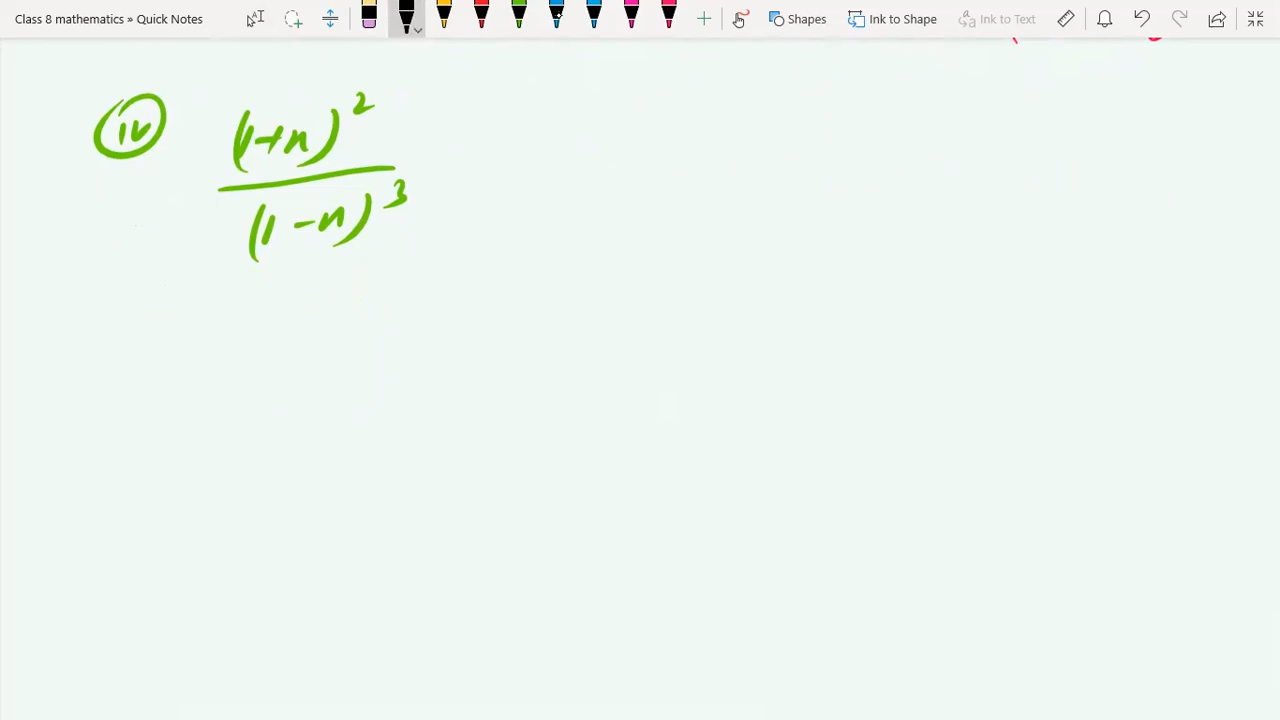 Class 8 mathematics » Quick Notes
Shapes
Ink to Shape
Ink to Text
iv
(1+n)²
(1-n)³